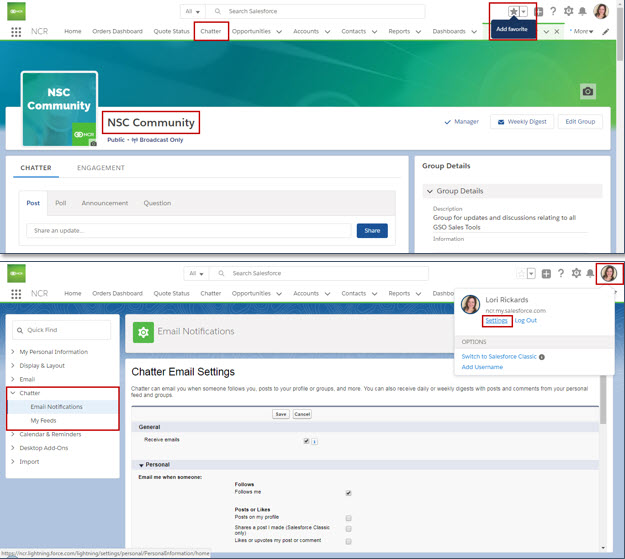 All
Search Salesforce
Add favorite
NCR
Home
Orders Dashboard
Quote Status
Chatter
Opportunities
Accounts
Contacts
Reports
Dashboards
* More
NSC
Community
NCR
NSC Community
Public • Broadcast Only
Manager
Weekly Digest
Edit Group
CHATTER
ENGAGEMENT
Post
Poll
Announcement
Question
Share an update...
Share
Group Details
Group Details
Description
Group for updates and discussions relating to all
GSO Sales Tools
Information
All
Search Salesforce
NCR
Home
Orders Dashboard
Quote Status
Chatter
Opportunities
Accounts
Contacts
Reports
Dashbo
Lori Rickards
ncr.my.salesforce.com
Settings
Log Out
OPTIONS
Switch to Salesforce Classic
Add Username
Quick Find
My Personal Information
Display & Layout
Email
Chatter
Email Notifications
My Feeds
Calendar & Reminders
Desktop Add-Ons
Import
Email Notifications
Chatter Email Settings
Chatter can email you when someone follows you, posts to your profile or groups, and more. You can also receive daily or weekly digests with posts and comments from your personal
feed and groups.
Save
Cancel
General
Receive emails
i
Personal
Email me when someone:
Follows
Follows me
Posts or Likes
Posts on my profile
Shares a post I made (Salesforce Classic
only)
Likes or upvotes my post or comment
https://ncr.lightning.force.com/lightning/settings/personal/PersonalInformation/home